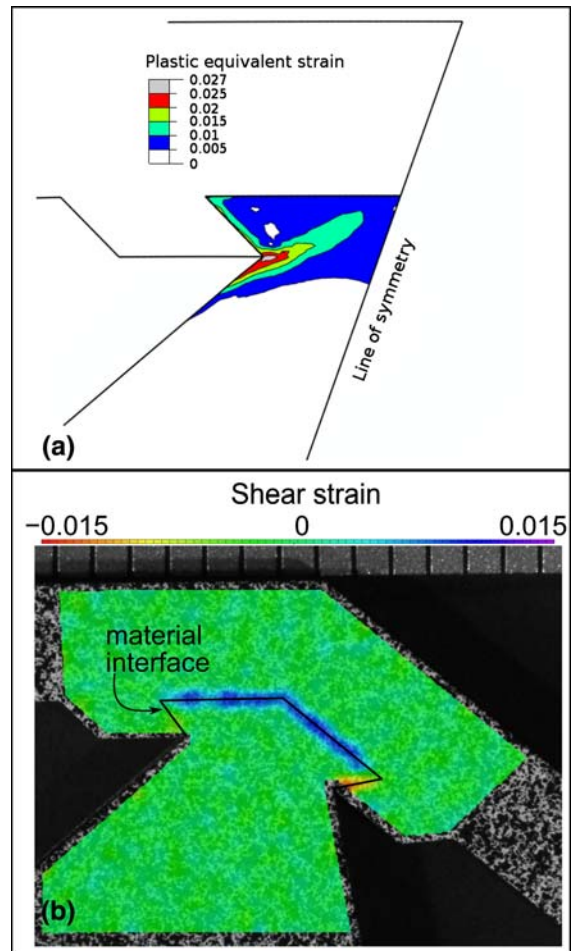 Plastic equivalent strain
0.027
0.025
0.02
0.015
0.01
0.005
0
Line of symmetry
(a)
Shear strain
−0.015 0 0.015
material
interface
(b)